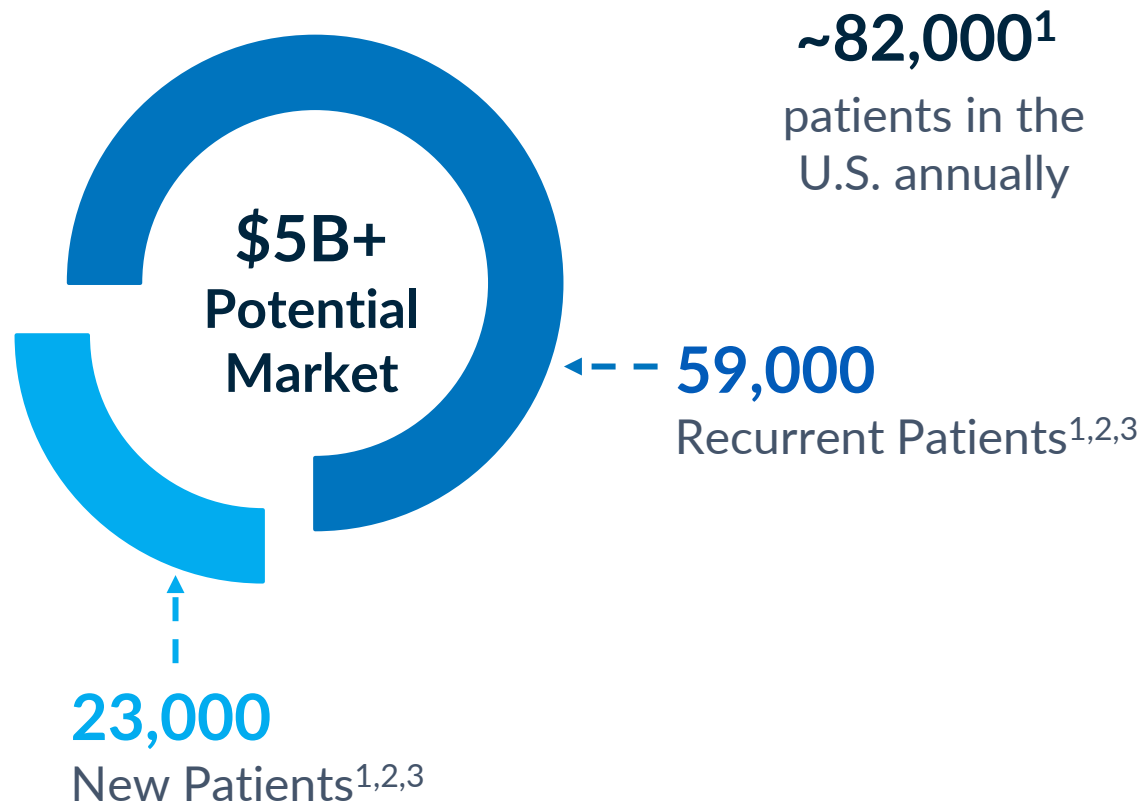 ~82,000¹
patients in the
U.S. annually
$5B+
Potential
Market
59,000
Recurrent Patients¹,²,³
23,000
New Patients¹,²,³